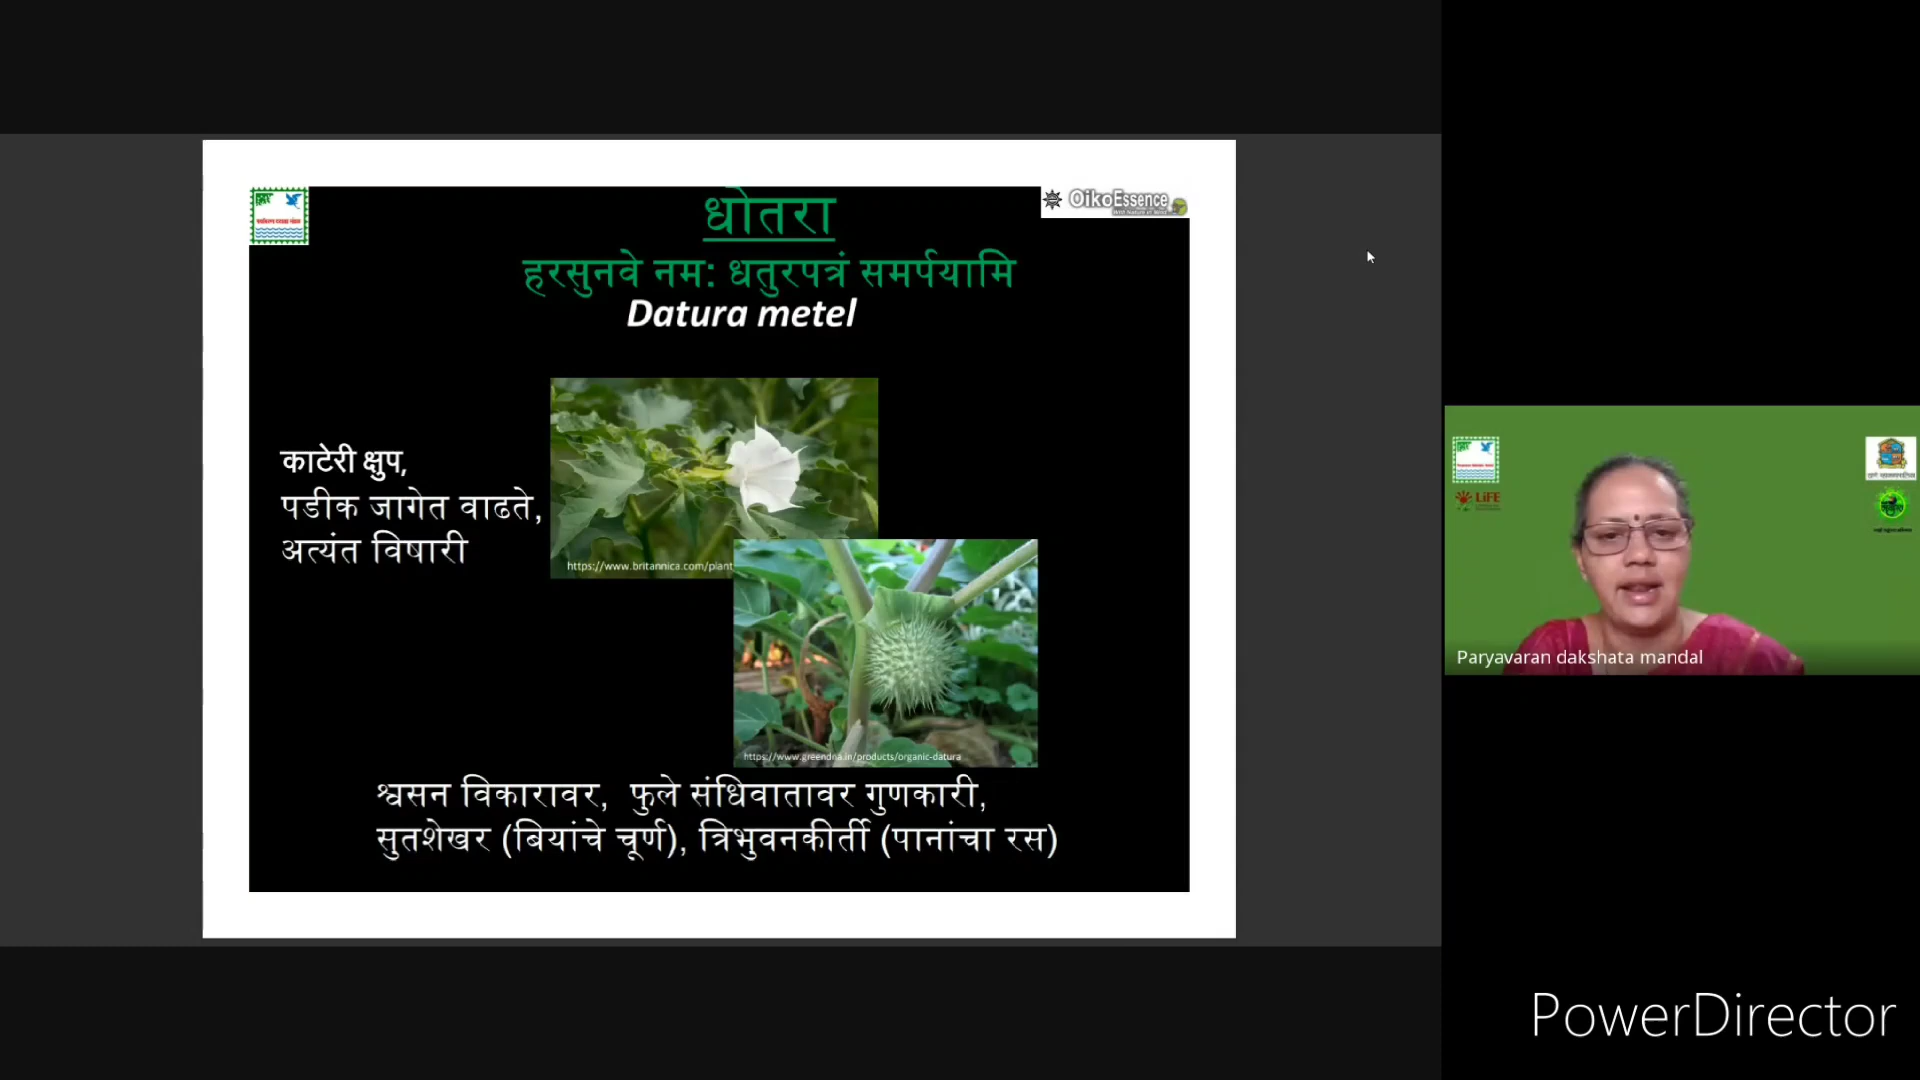 धोतरा
OikoEssence
हरसुनवे नम: धतुरपत्रं समर्पयामि
Datura metel
काटेरी क्षुप,
पडीक जागेत वाढते,
अत्यंत विषारी
https://www.britannica.com/plant
https://www.greendna.in/products/organic-datura
श्वसन विकारावर, फुले संधिवातावर गुणकारी,
सुतशेखर (बियांचे चूर्ण), त्रिभुवनकीर्ती (पानांचा रस)
LiFE
Paryavaran dakshata mandal
PowerDirector